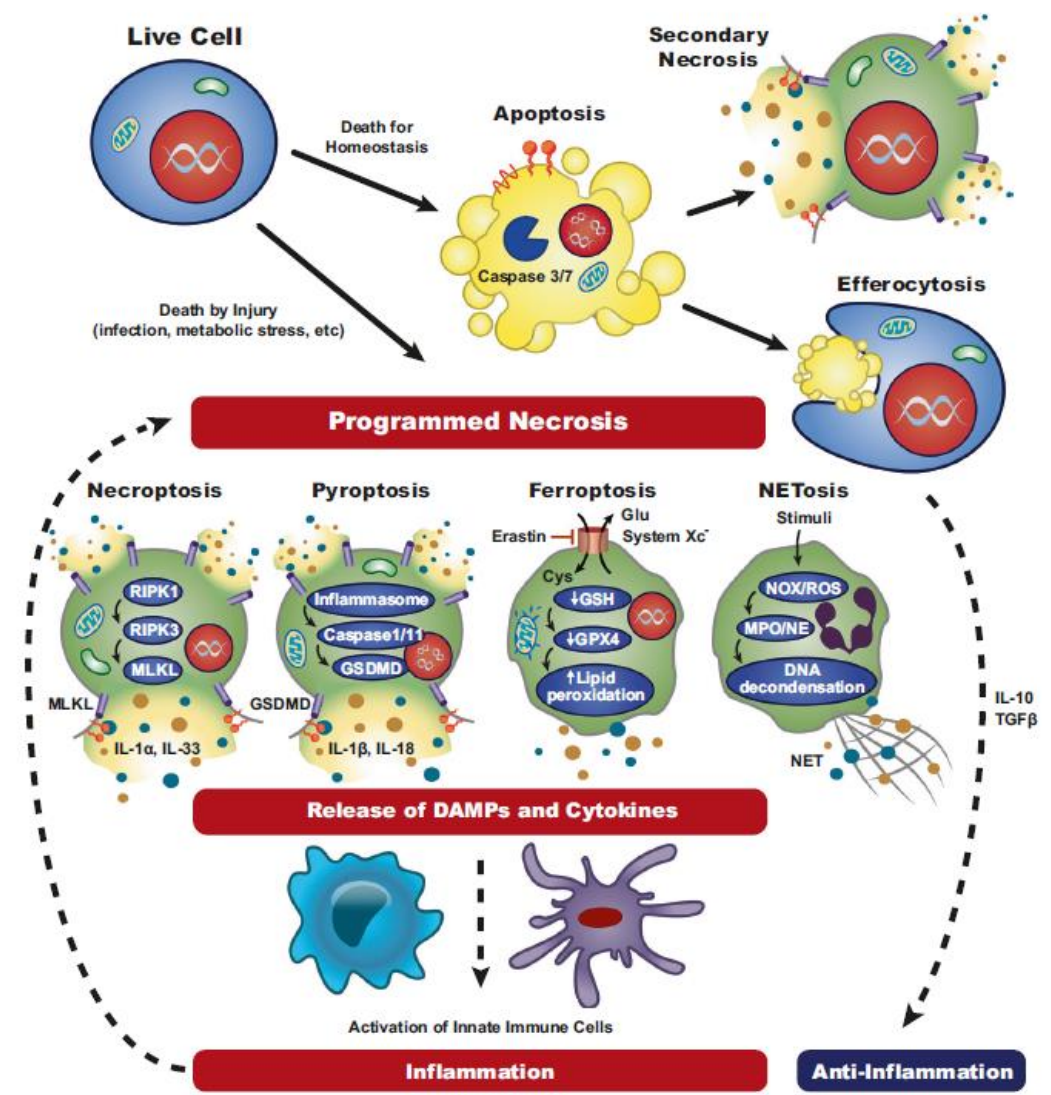 Live Cell
Secondary
Necrosis
Death for
Homeostasis
Apoptosis
Caspase 3/7
Death by Injury
(infection, metabolic stress, etc)
Efferocytosis
Programmed Necrosis
Necroptosis
RIPK1
RIPK3
MLKL
MLKL
IL-1α, IL-33
Pyroptosis
Inflammasome
Caspase1/11
GSDMD
GSDMD
IL-1β, IL-18
Ferroptosis
Glu
Erastin
System Xc-
Cys
↓GSH
↓GPX4
↑Lipid
peroxidation
NETosis
Stimuli
NOX/ROS
MPO/NE
DNA
decondensation
NET
IL-10
TGFβ
Release of DAMPs and Cytokines
Activation of Innate Immune Cells
Inflammation
Anti-Inflammation